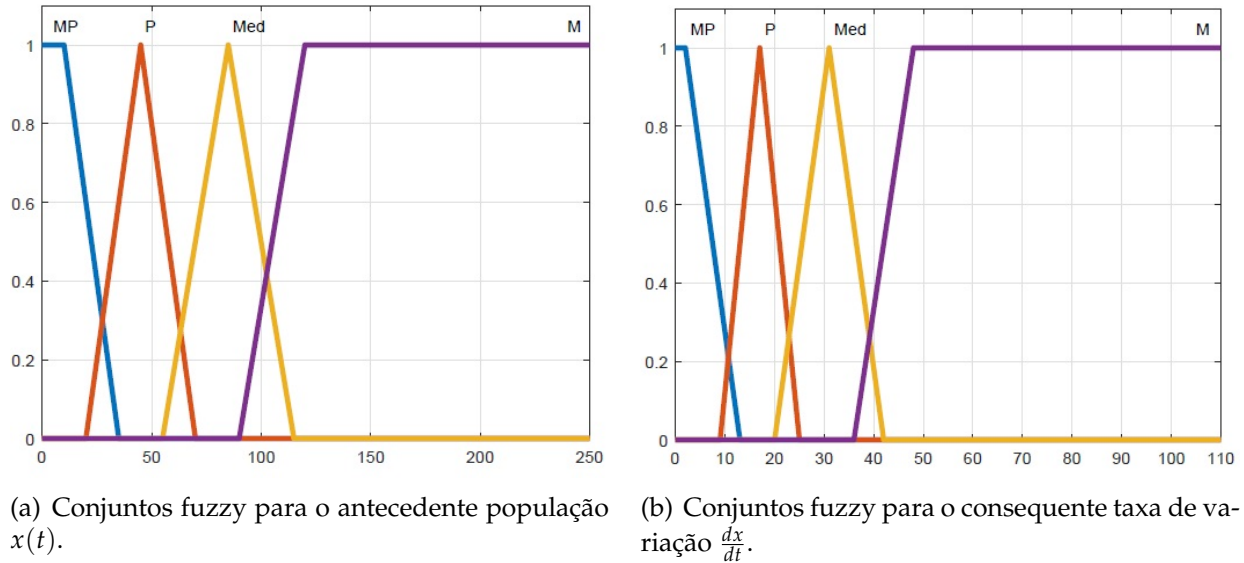 MP P Med M
1
0.8
0.6
0.4
0.2
0
0 50 100 150 200 250
MP P Med M
1
0.8
0.6
0.4
0.2
0
0 10 20 30 40 50 60 70 80 90 100 110
(a) Conjuntos fuzzy para o antecedente população
x(t).
(b) Conjuntos fuzzy para o consequente taxa de va-
riação dx/dt.